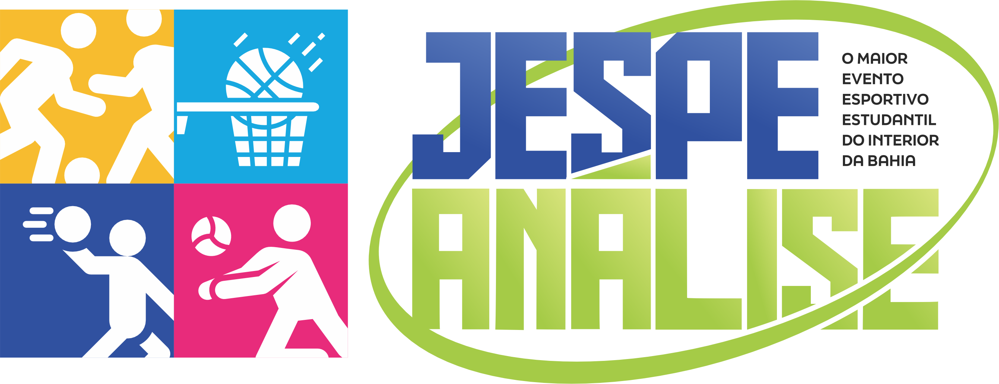 JESPE
ANALISE
O MAIOR
EVENTO
ESPORTIVO
ESTUDANTIL
DO INTERIOR
DA BAHIA